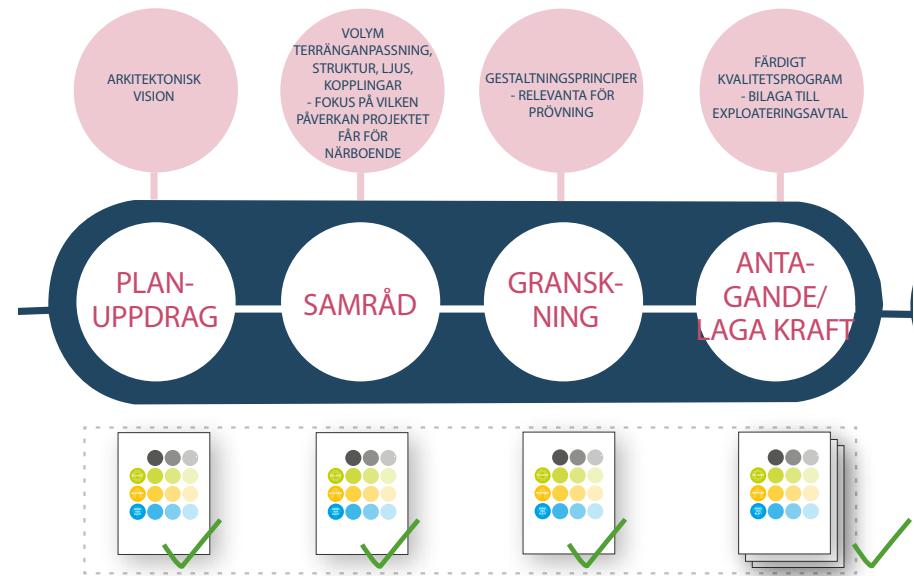 ARKITEKTONISK
VISION
VOLYM
TERRÄNGANPASSNING,
STRUKTUR, LJUS,
KOPPLINGAR
- FOKUS PÅ VILKEN
PÅVERKAN PROJEKTET
FÅR FÖR
NÄRBOENDE
GESTALTNINGSPRINCIPER
- RELEVANTA FÖR
PRÖVNING
FÄRDIGT
KVALITETSPROGRAM
- BILAGA TILL
EXPLOATERINGSAVTAL
PLAN-
UPPDRAG
SAMRÅD
GRANSK-
NING
ANTA-
GANDE/
LAGA KRAFT